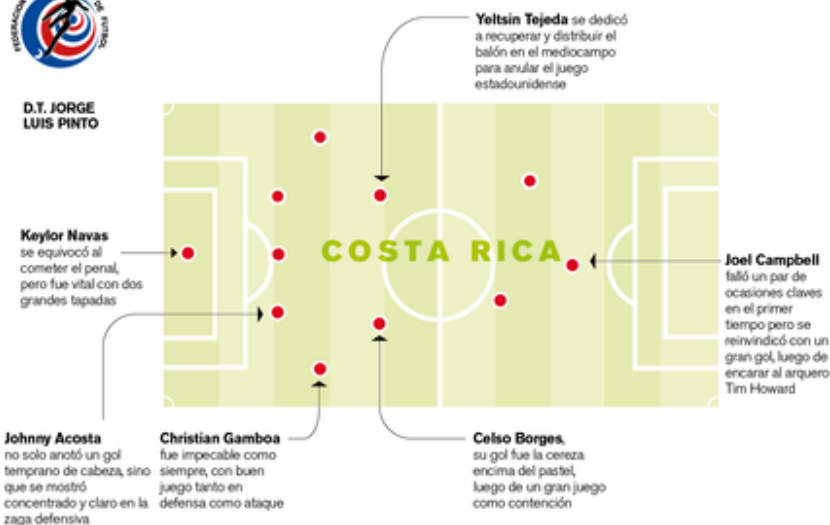 FEDERACION
DE FUTBOL
D.T. JORGE
LUIS PINTO
Yeltsin Tejeda se dedicó
a recuperar y distribuir el
balón en el mediocampo
para anular el juego
estadounidense
COSTA RICA
Keylor Navas
se equivocó al
cometer el penal,
pero fue vital con dos
grandes tapadas
Joel Campbell
falló un par de
ocasiones claves
en el primer
tiempo pero se
reinvindicó con un
gran gol, luego de
encarar al arquero
Tim Howard
Johnny Acosta
no solo anotó un gol
temprano de cabeza, sino
que se mostró
concentrado y claro en la
zaga defensiva
Christian Gamboa
fue impecable como
siempre, con buen
juego tanto en
defensa como ataque
Celso Borges,
su gol fue la cereza
encima del pastel,
luego de un gran juego
como contención